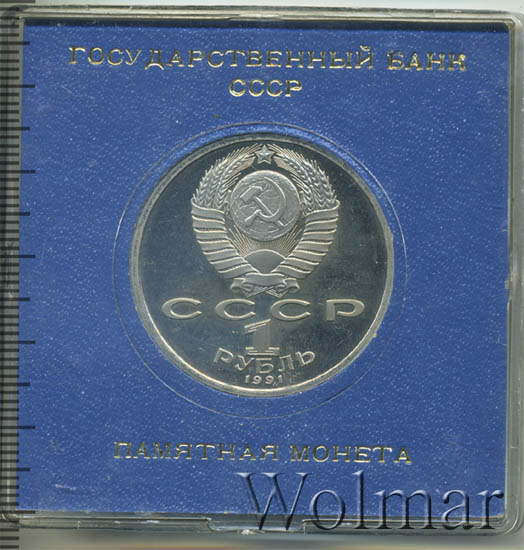 ГОСУДАРСТВЕННЫЙ БАНК
СССР
СССР
1
РУБЛЬ
1991
ПАМЯТНАЯ МОНЕТА
Wolmar